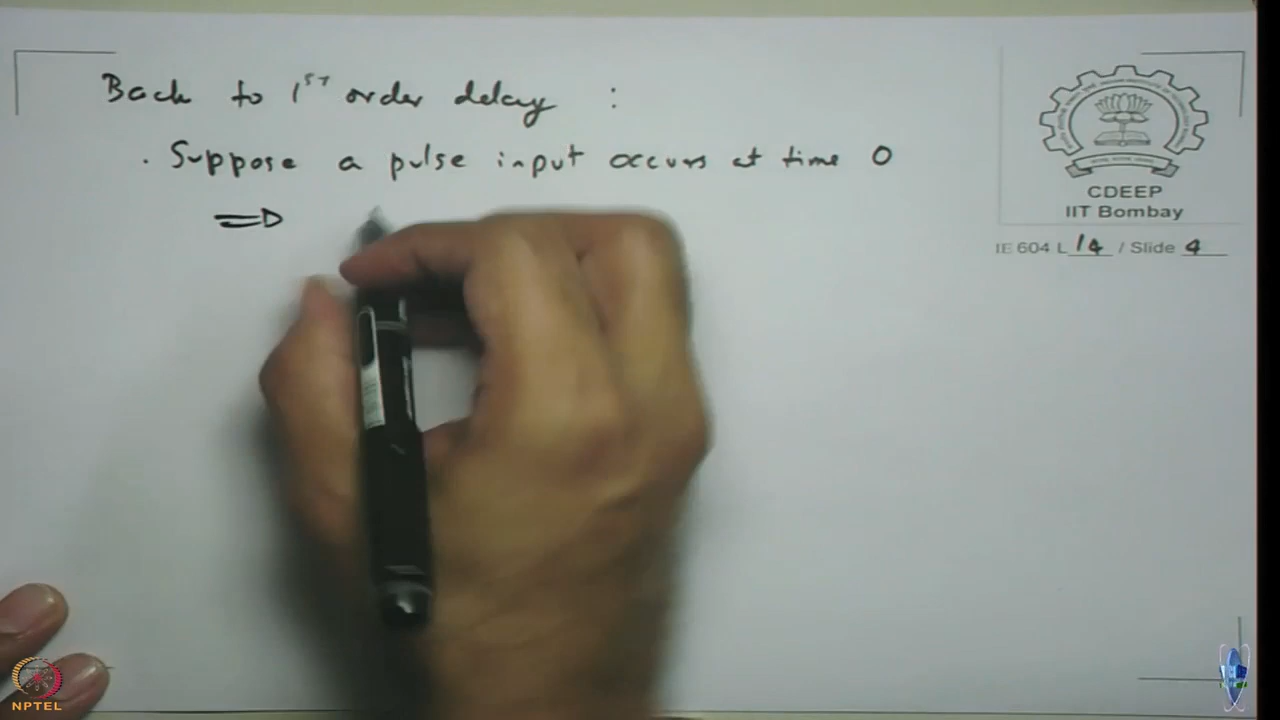 Back to 1ST order delay :
. Suppose a pulse input occurs at time 0
⇒
CDEEP
IIT Bombay
IE 604 L 14 / Slide 4
NPTEL